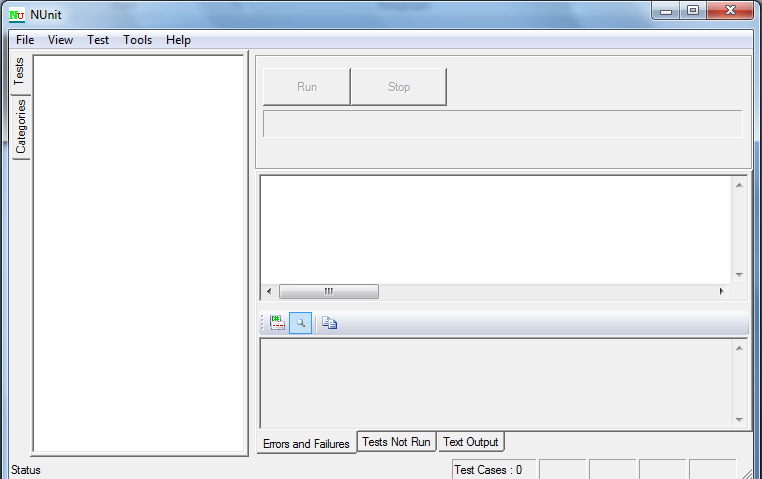 NU NUnit
File View Test Tools Help
Tests
Categories
Run Stop
Errors and Failures Tests Not Run Text Output
Status Test Cases : 0